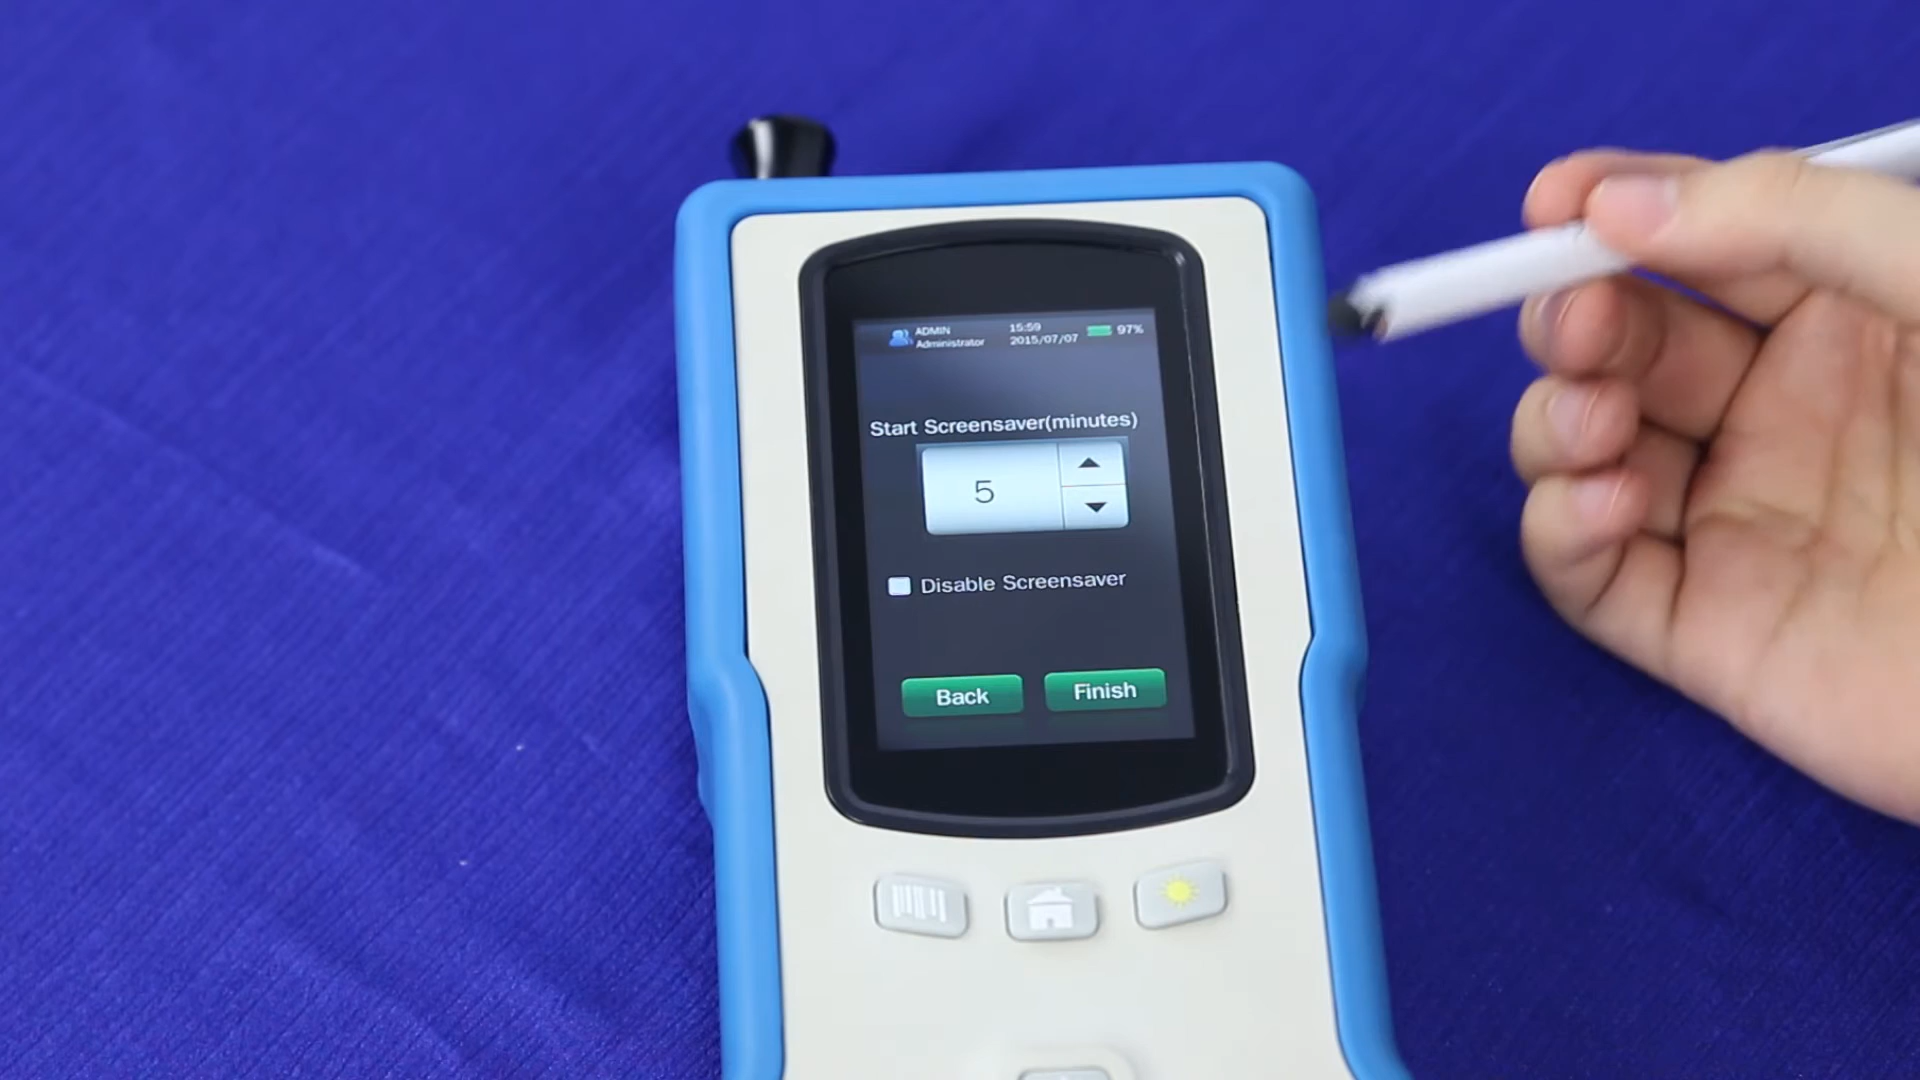 ADMIN
Administrator
15:59
2015/07/07
97%
Start Screensaver(minutes)
5
Disable Screensaver
Back
Finish